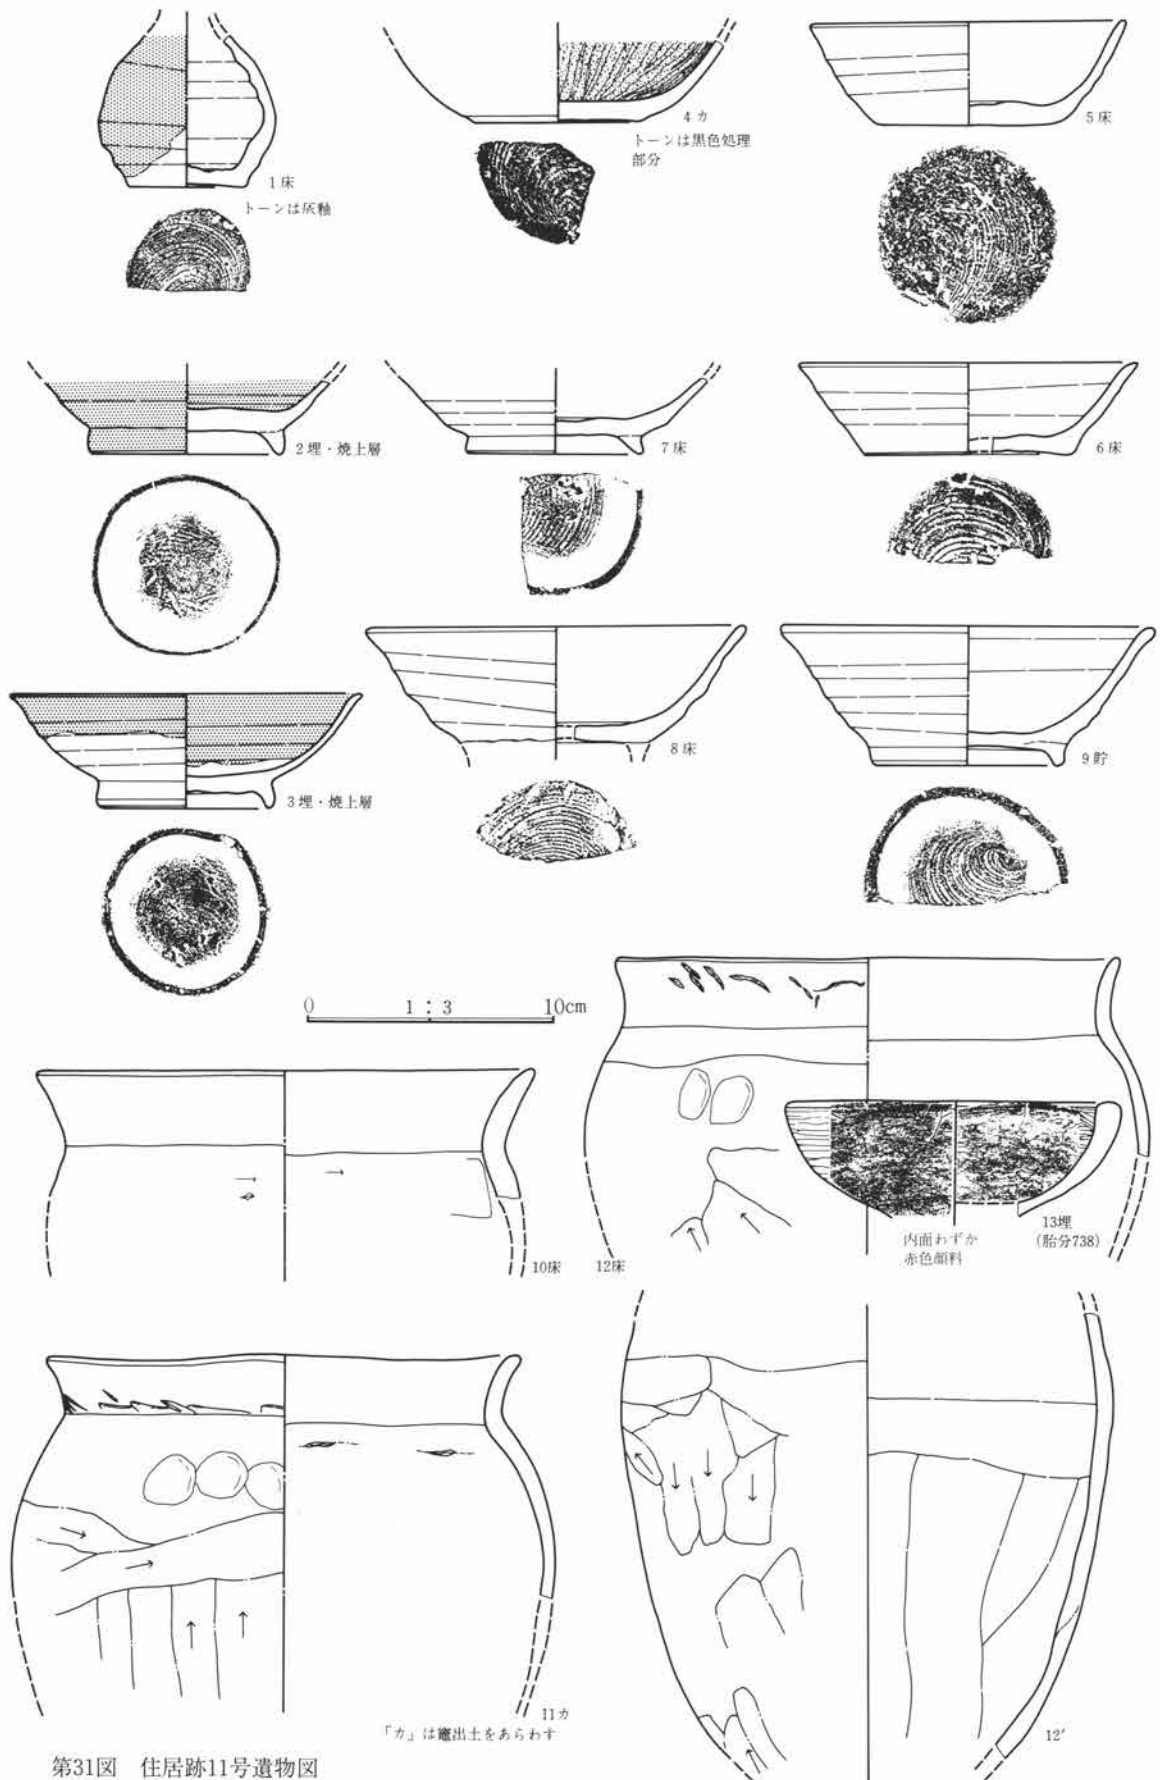 1床
トーンは灰釉
4カ
トーンは黒色処理
部分
5床
2埋・焼上層
7床
6床
3埋・焼上層
8床
9貯
0 1：3 10cm
10床
12床
13埋
（胎分738）
内面わずか
赤色顔料
11カ
「カ」は竈出土をあらわす
12′
第31図 住居跡11号遺物図